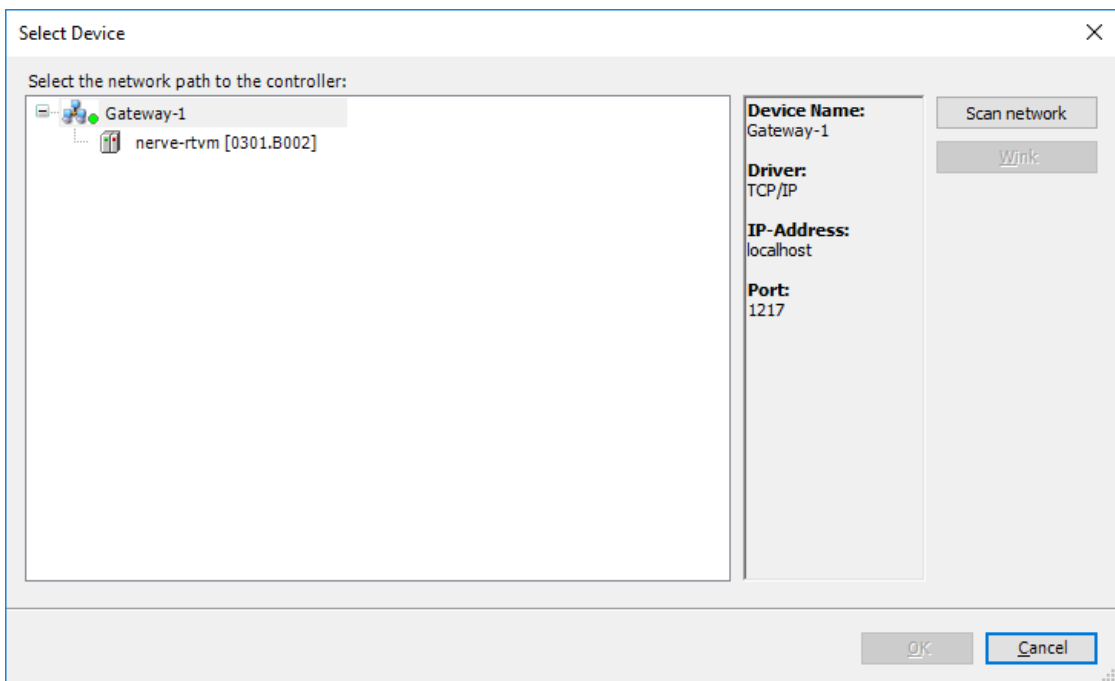 Select Device
Select the network path to the controller:
Gateway-1
nerve-rtvm [0301.B002]
Device Name:
Gateway-1
Driver:
TCP/IP
IP-Address:
localhost
Port:
1217
Scan network
Wink
OK
Cancel